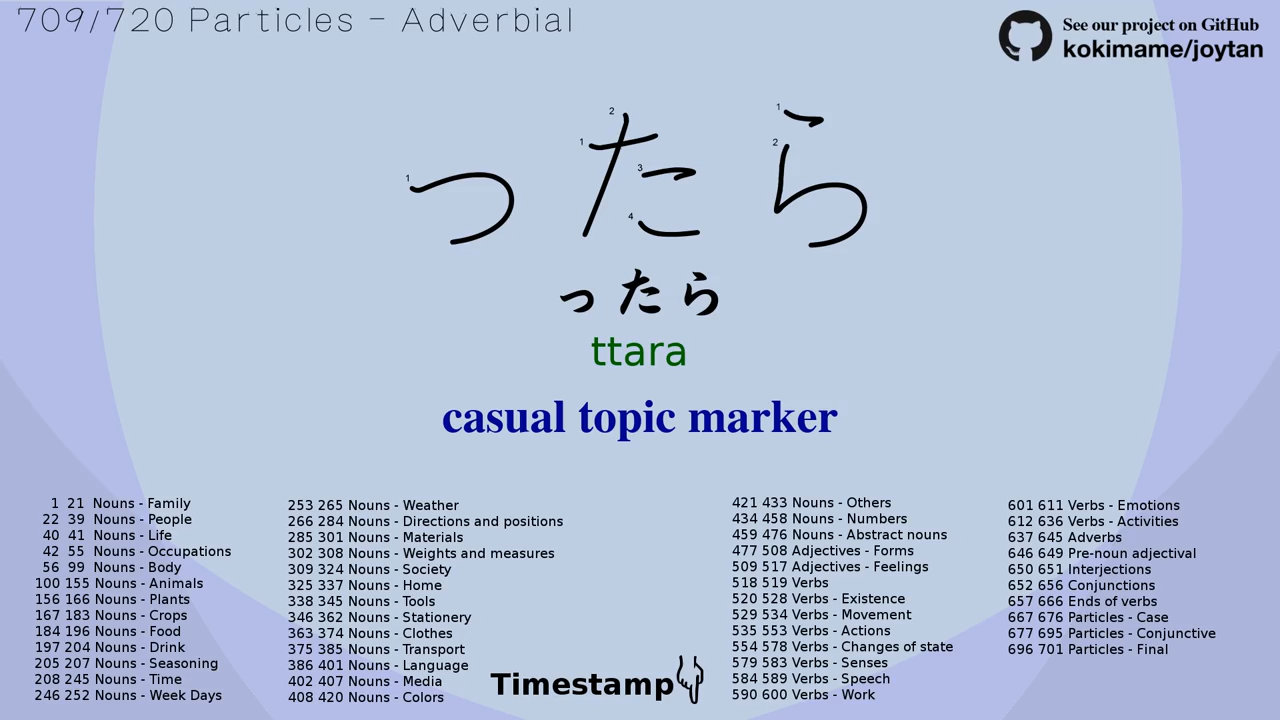 709/720 Particles - Adverbial
See our project on GitHub
kokimame/joytan
1
1 2 3 4
1 2
ったら
ったら
ttara
casual topic marker
1 21 Nouns - Family
22 39 Nouns - People
40 41 Nouns - Life
42 55 Nouns - Occupations
56 99 Nouns - Body
100 155 Nouns - Animals
156 166 Nouns - Plants
167 183 Nouns - Crops
184 196 Nouns - Food
197 204 Nouns - Drink
205 207 Nouns - Seasoning
208 245 Nouns - Time
246 252 Nouns - Week Days
253 265 Nouns - Weather
266 284 Nouns - Directions and positions
285 301 Nouns - Materials
302 308 Nouns - Weights and measures
309 324 Nouns - Society
325 337 Nouns - Home
338 345 Nouns - Tools
346 362 Nouns - Stationery
363 374 Nouns - Clothes
375 385 Nouns - Transport
386 401 Nouns - Language
402 407 Nouns - Media
408 420 Nouns - Colors
Timestamp
421 433 Nouns - Others
434 458 Nouns - Numbers
459 476 Nouns - Abstract nouns
477 508 Adjectives - Forms
509 517 Adjectives - Feelings
518 519 Verbs
520 528 Verbs - Existence
529 534 Verbs - Movement
535 553 Verbs - Actions
554 578 Verbs - Changes of state
579 583 Verbs - Senses
584 589 Verbs - Speech
590 600 Verbs - Work
601 611 Verbs - Emotions
612 636 Verbs - Activities
637 645 Adverbs
646 649 Pre-noun adjectival
650 651 Interjections
652 656 Conjunctions
657 666 Ends of verbs
667 676 Particles - Case
677 695 Particles - Conjunctive
696 701 Particles - Final